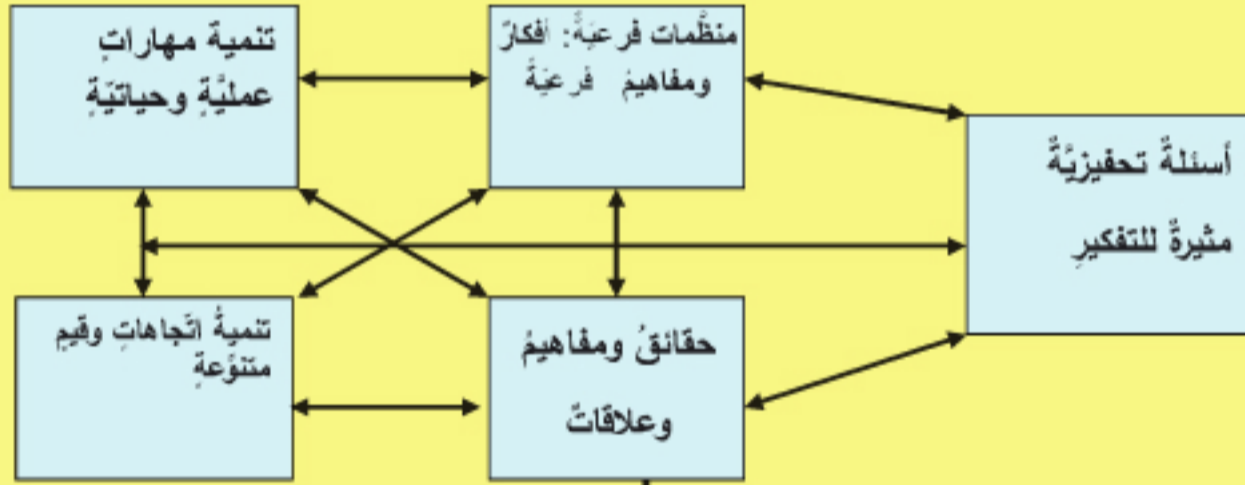 منظَّمات فرعيَّةٌ: أفكارٌ
ومفاهيمُ فرعيَّةٌ
تنمية مهاراتٍ
عمليَّةٍ وحياتيَّةٍ
أسئلةٌ تحفيزيَّةٌ
مثيرةٌ للتفكيرِ
حقائقُ ومفاهيمُ
وعلاقاتٌ
تنميةُ اتّجاهاتٍ وقيمٍ
متنوّعةٍ